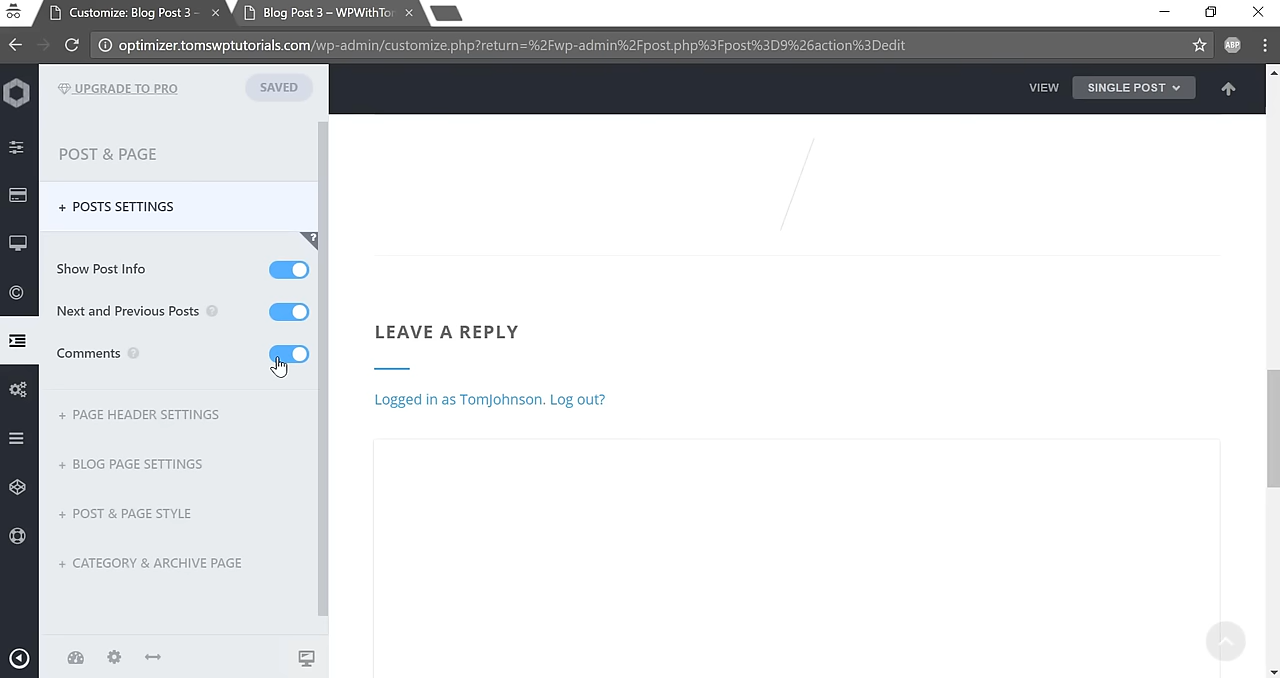 Customize: Blog Post 3 –
Blog Post 3 – WPWithTo
optimizer.tomswptutorials.com/wp-admin/customize.php?return=%2Fwp-admin%2Fpost.php%3Fpost%3D9%26action%3Dedit
ABP
UPGRADE TO PRO
SAVED
VIEW
SINGLE POST
POST & PAGE
+ POSTS SETTINGS
?
Show Post Info
Next and Previous Posts ?
Comments ?
+ PAGE HEADER SETTINGS
+ BLOG PAGE SETTINGS
+ POST & PAGE STYLE
+ CATEGORY & ARCHIVE PAGE
LEAVE A REPLY
Logged in as TomJohnson. Log out?